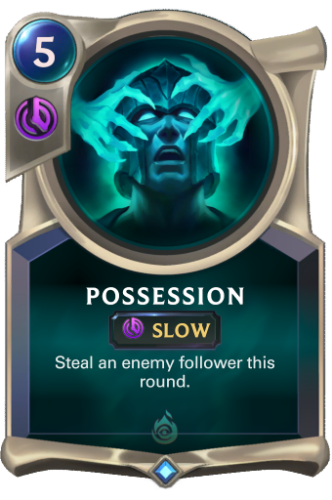 5
POSSESSION
SLOW
Steal an enemy follower this
round.